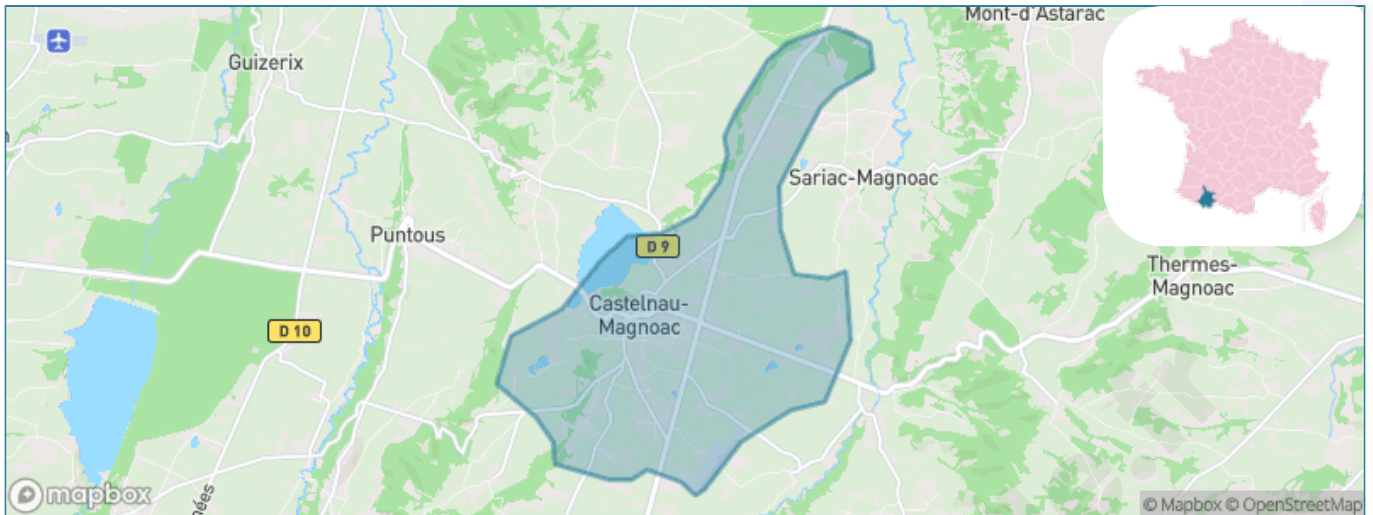 Mont-d'Astarac
Guizerix
Sariac-Magnoac
Puntous
D 9
Thermes-
Magnoac
Castelnau-
Magnoac
D 10
mapbox
© Mapbox © OpenStreetMap